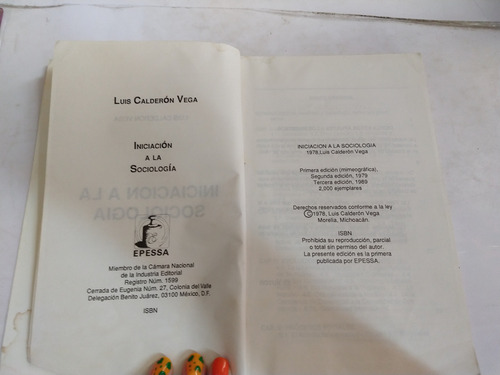 LUIS CALDERÓN VEGA
INICIACIÓN
A LA
SOCIOLOGÍA
EPESSA
Miembro de la Cámara Nacional
de la Industria Editorial
Registro Núm. 1599
Cerrada de Eugenia Núm. 27, Colonia del Valle
Delegación Benito Juárez, 03100 México, D.F.
ISBN
INICIACION A LA SOCIOLOGIA
1978, Luis Calderón Vega
Primera edición (mimeográfica).
Segunda edición, 1979
Tercera edición, 1989
2,000 ejemplares
Derechos reservados conforme a la ley
©1978, Luis Calderón Vega
Morelia, Michoacán.
ISBN:
Prohibida su reproducción, parcial
o total sin permiso del autor.
La presente edición es la primera
publicada por EPESSA.